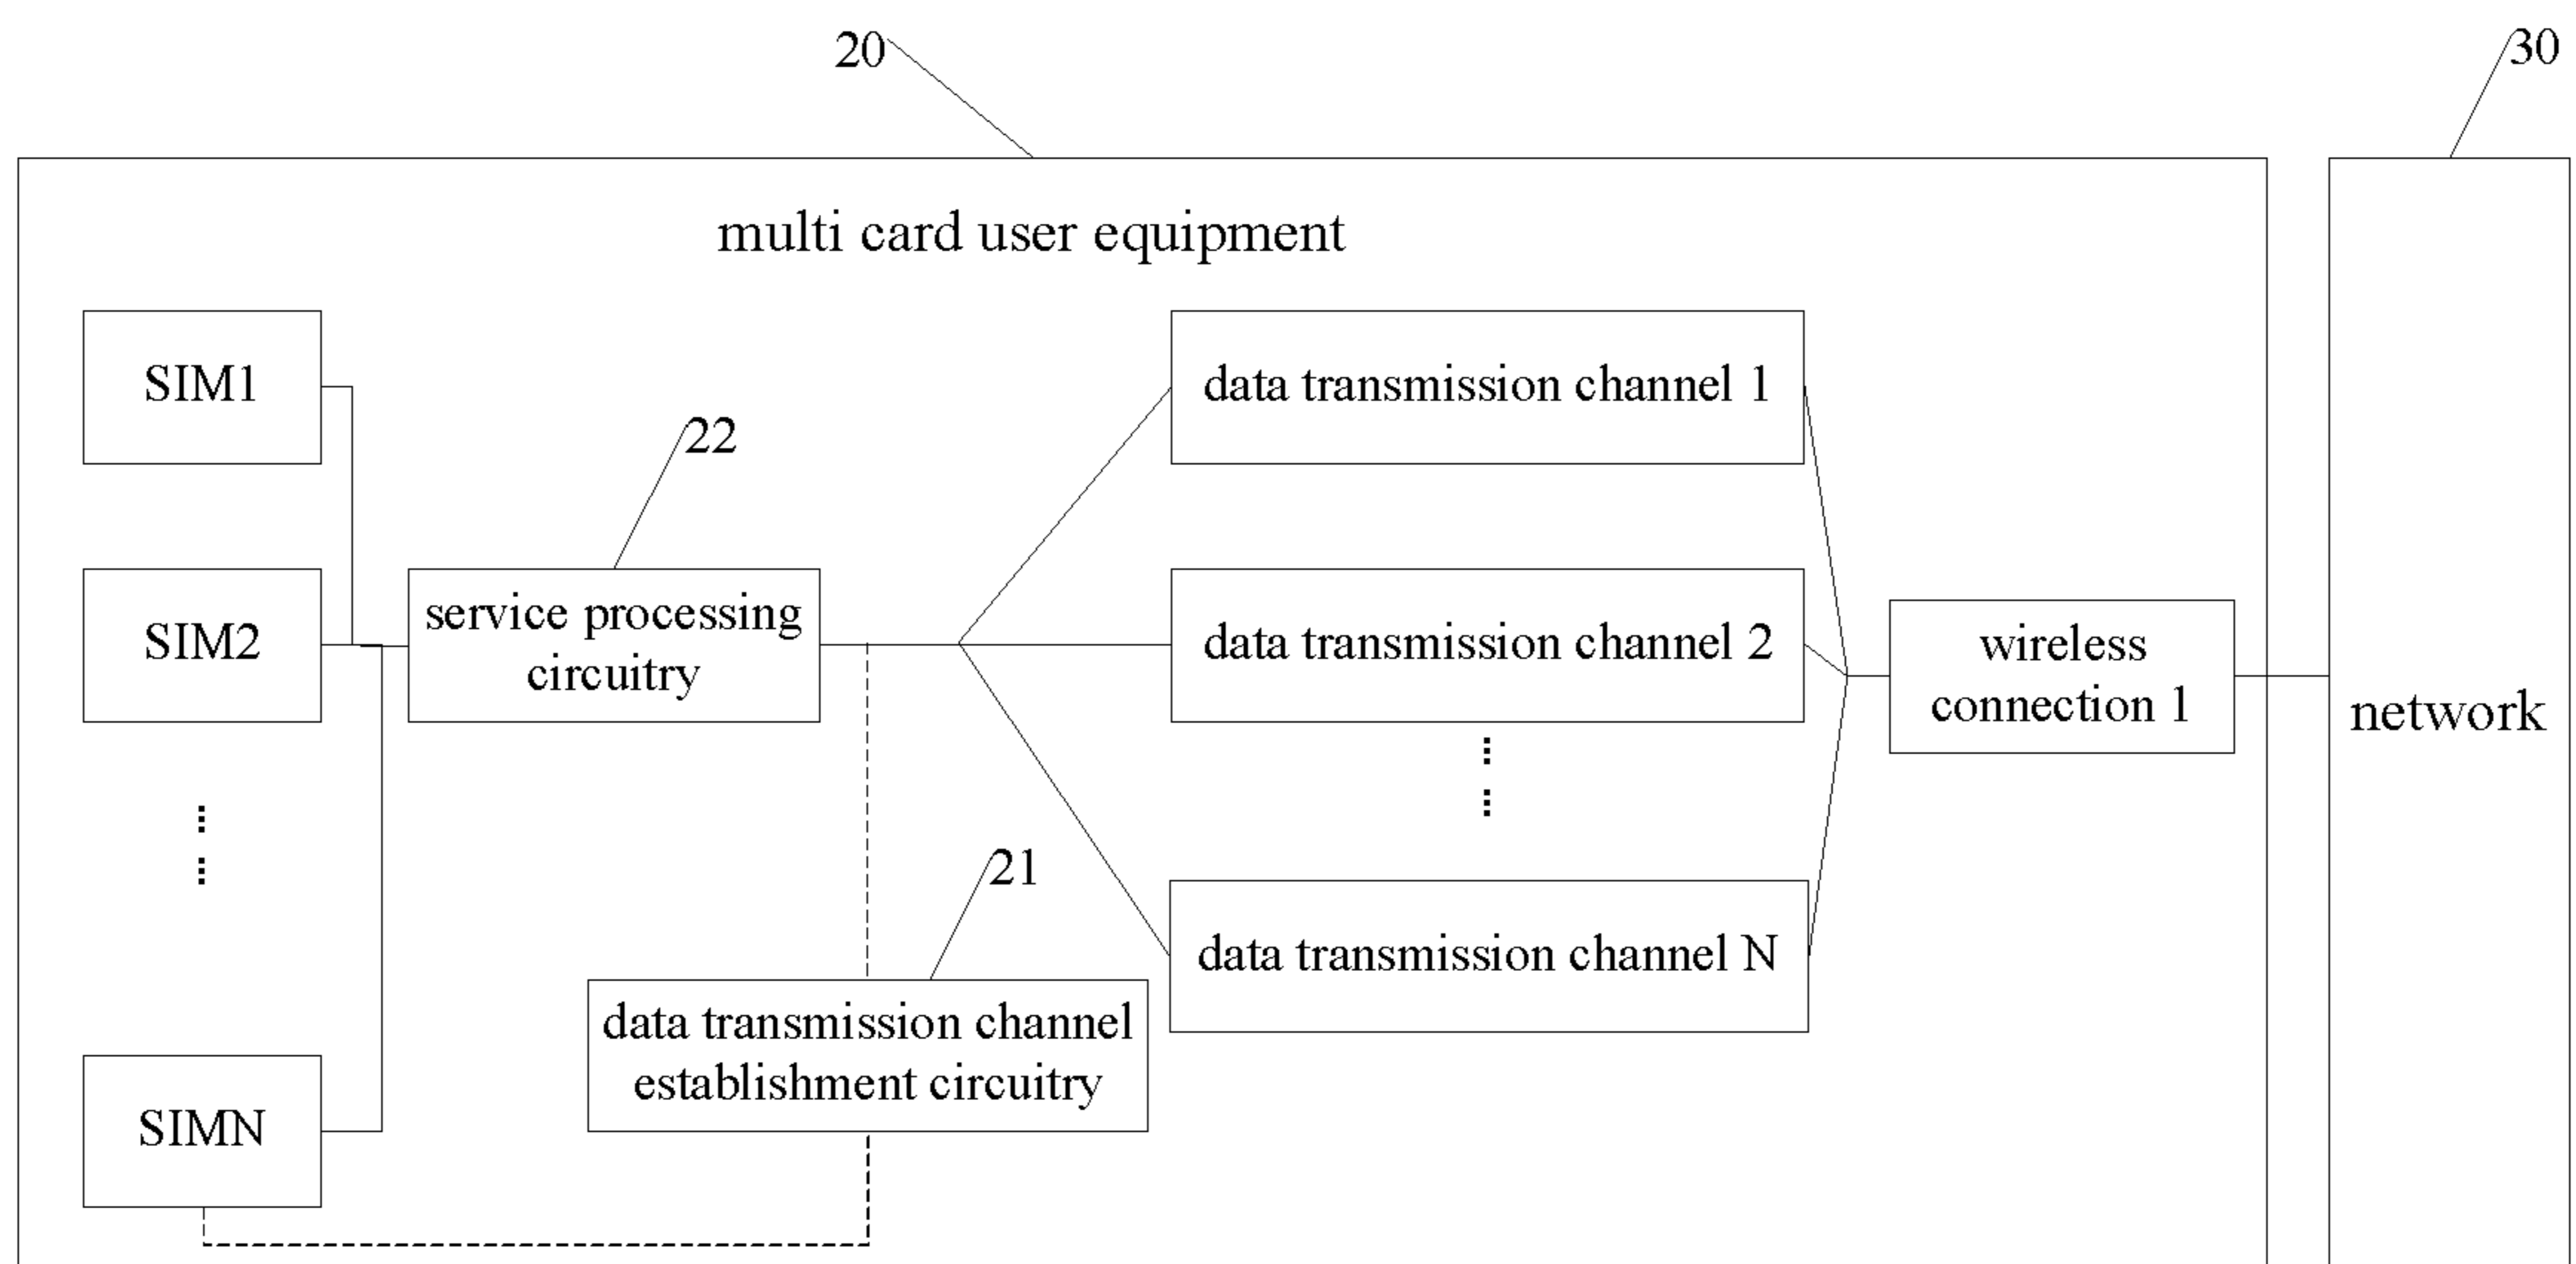 20
30
multi card user equipment
SIM1
data transmission channel 1
22
SIM2
service processing
circuitry
data transmission channel 2
wireless
connection 1
network
21
data transmission channel N
data transmission channel
establishment circuitry
SIMN